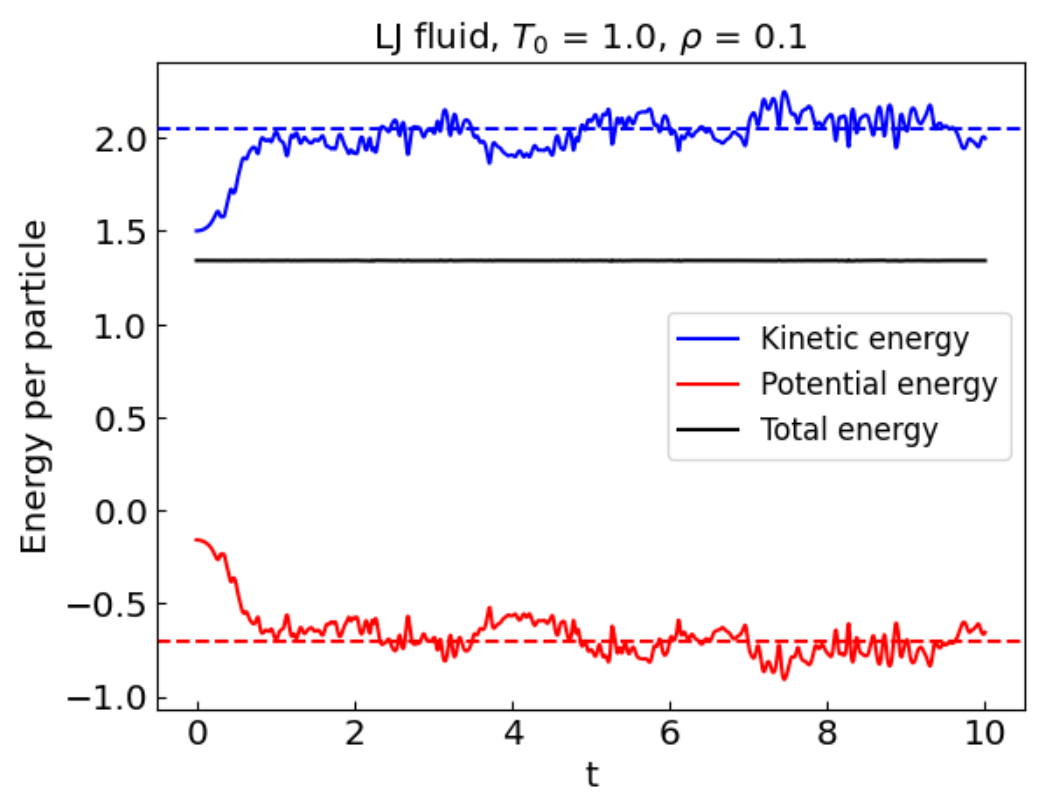 LJ fluid, T₀ = 1.0, ρ = 0.1
Energy per particle
2.0
1.5
1.0
0.5
0.0
−0.5
−1.0
Kinetic energy
Potential energy
Total energy
0 2 4 6 8 10
t